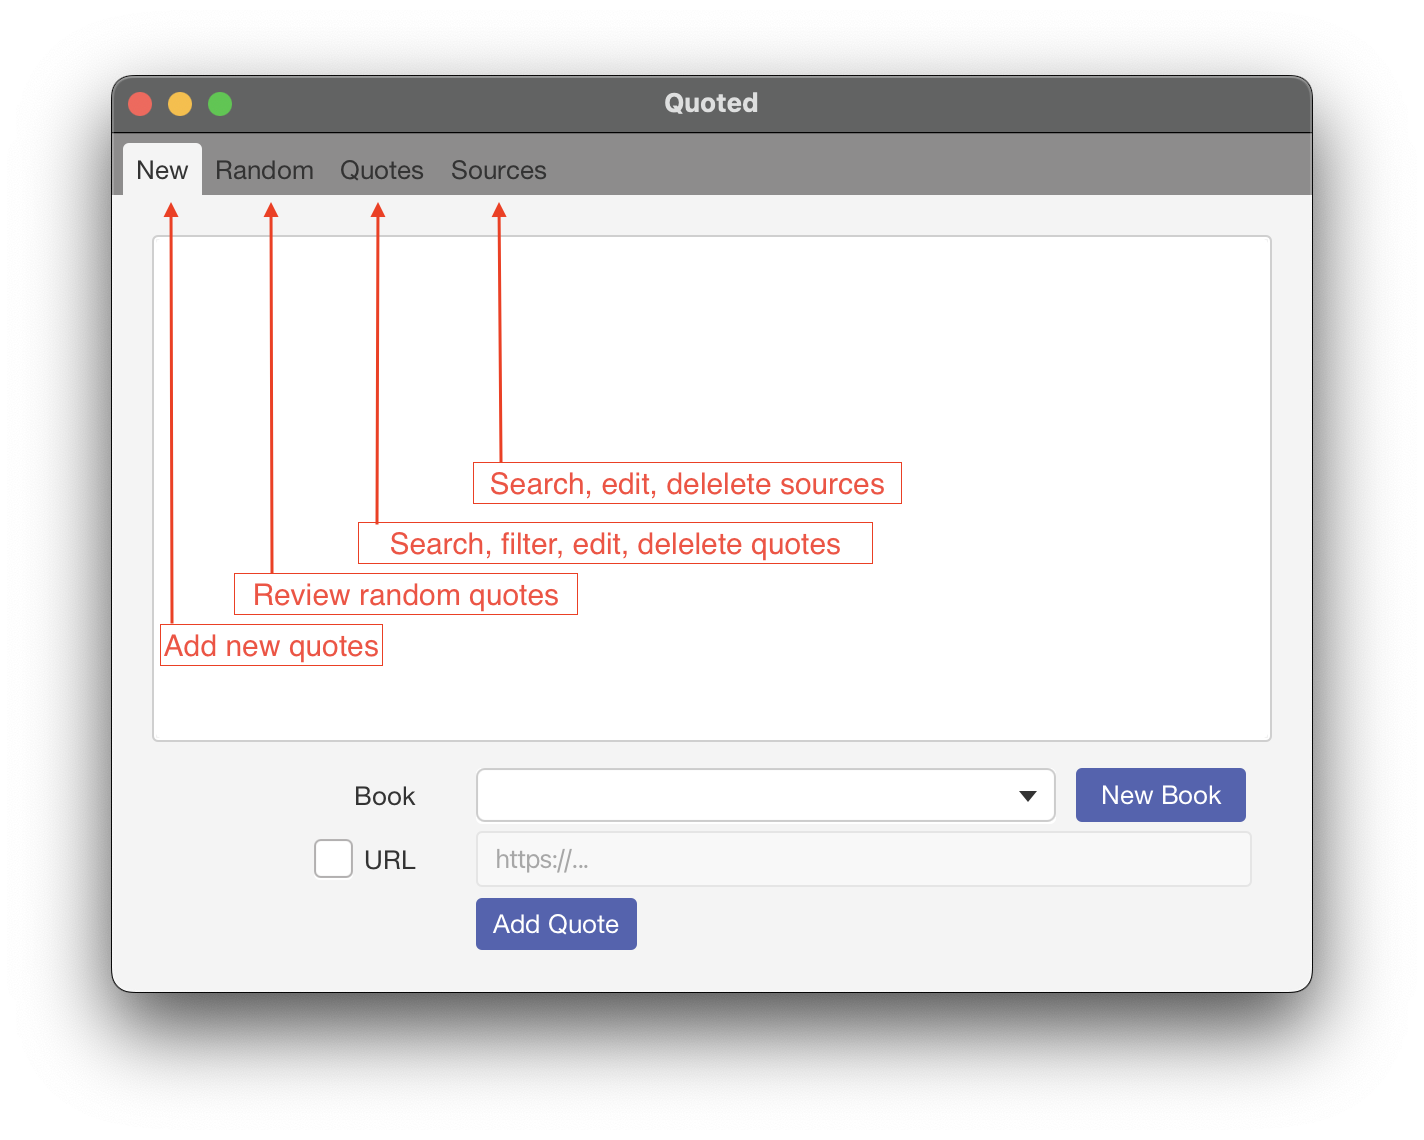 Quoted
New Random Quotes Sources
Search, edit, delelete sources
Search, filter, edit, delelete quotes
Review random quotes
Add new quotes
Book
New Book
URL
https://...
Add Quote